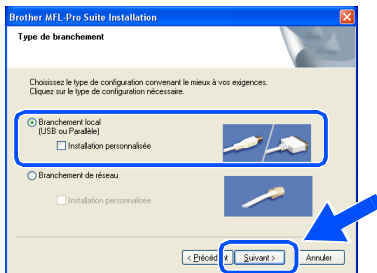 Brother MFL-Pro Suite Installation
Type de branchement
Choisissez le type de configuration convenant le mieux à vos exigences.
Cliquez sur le type de configuration nécessaire.
Branchement local
(USB ou Parallèle)
Installation personnalisée
Branchement de réseau
Installation personnalisée
< Précédent Suivant > Annuler